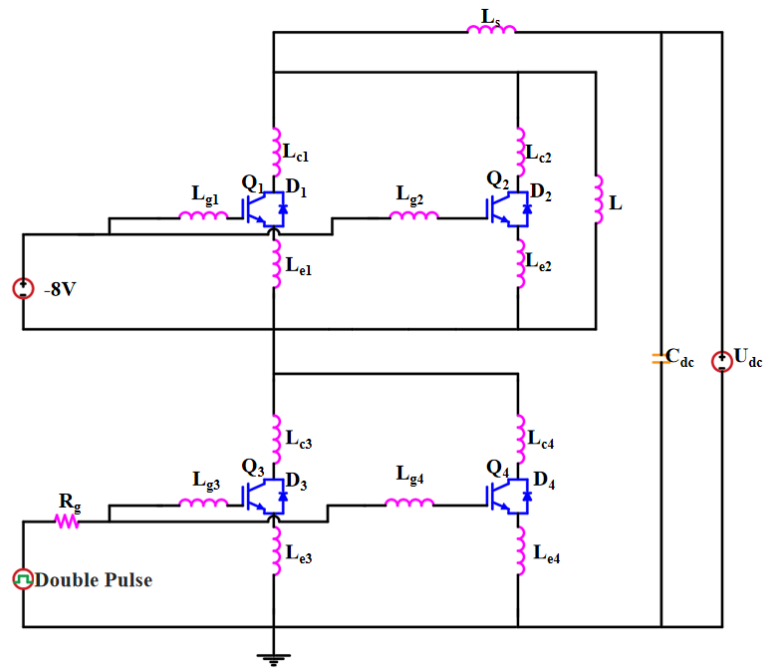 Ls
Lc1
Lc2
Q1
D1
Q2
D2
Lg1
Lg2
L
Le1
Le2
-8V
Cdc
Udc
Lc3
Lc4
Q3
D3
Q4
D4
Lg3
Lg4
Rg
Le3
Le4
Double Pulse